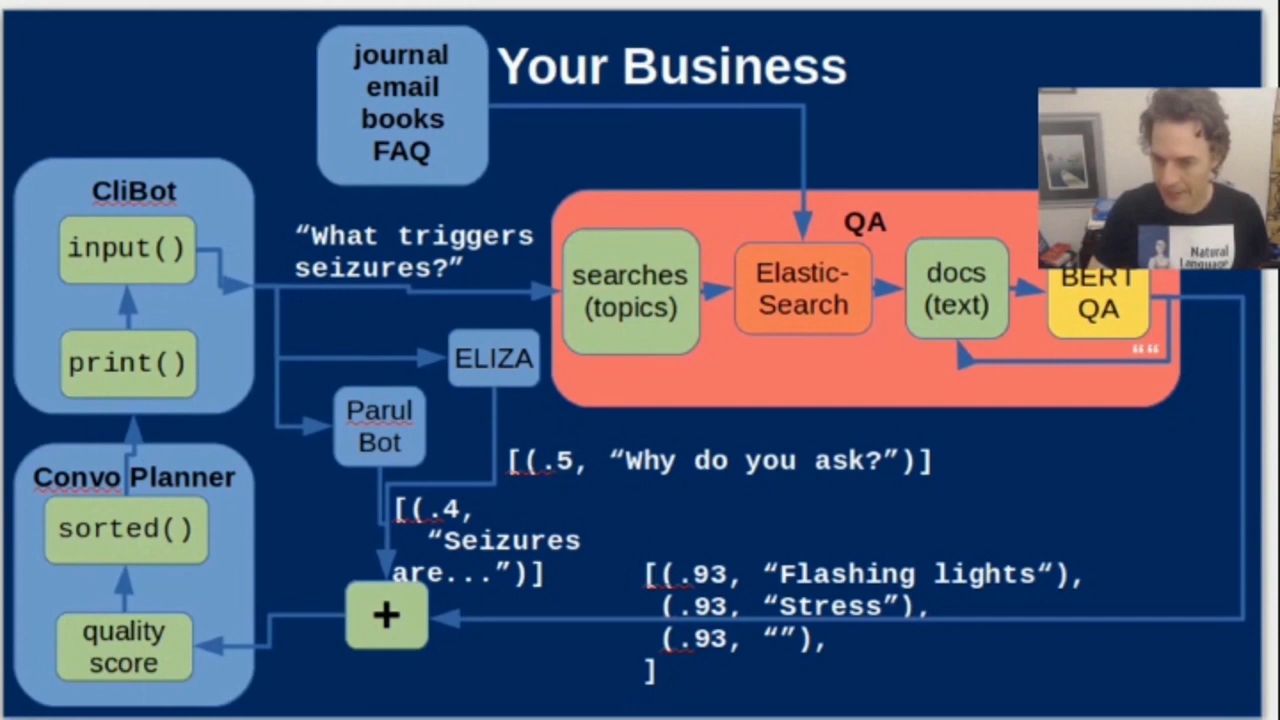 journal
email
books
FAQ
Your Business
CliBot
input()
print()
“What triggers
seizures?”
QA
searches
(topics)
Elastic-
Search
docs
(text)
BERT
QA
““
Natural
Language
ELIZA
Parul
Bot
[(.5, “Why do you ask?”)]
[(.4,
“Seizures
are...”)]
Convo Planner
sorted()
quality
score
+
[(.93, “Flashing lights“),
(.93, “Stress”),
(.93, “”),
]